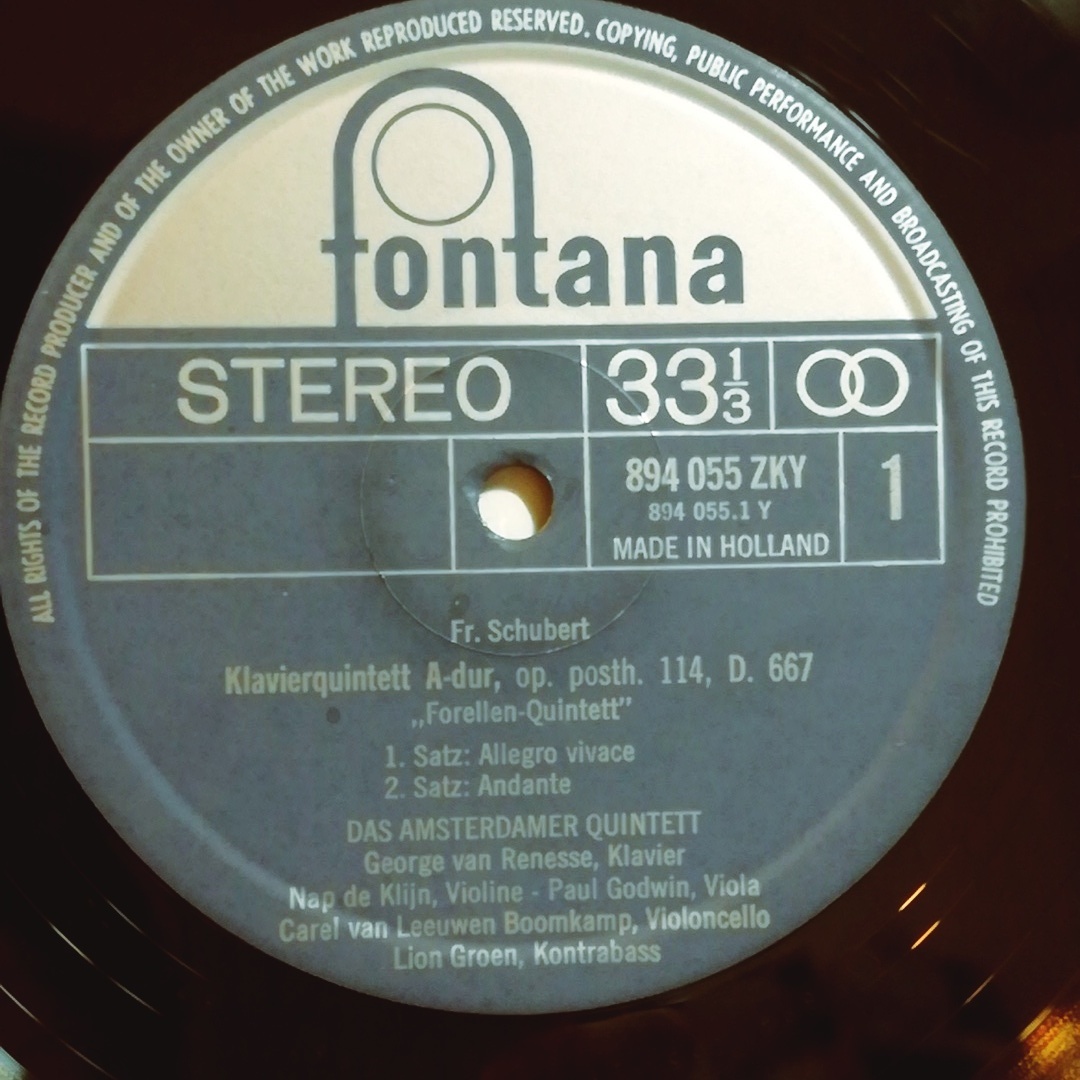 ALL RIGHTS OF THE RECORD PRODUCER AND OF THE OWNER OF THE WORK REPRODUCED RESERVED. COPYING, PUBLIC PERFORMANCE AND BROADCASTING OF THIS RECORD PROHIBITED
fontana
STEREO 33 1/3
894 055 ZKY 1
894 055.1 Y
MADE IN HOLLAND
Fr. Schubert
Klavierquintett A-dur, op. posth. 114, D. 667
„Forellen-Quintett”
1. Satz: Allegro vivace
2. Satz: Andante
DAS AMSTERDAMER QUINTETT
George van Renesse, Klavier
Nap de Klijn, Violine - Paul Godwin, Viola
Carel van Leeuwen Boomkamp, Violoncello
Lion Groen, Kontrabass